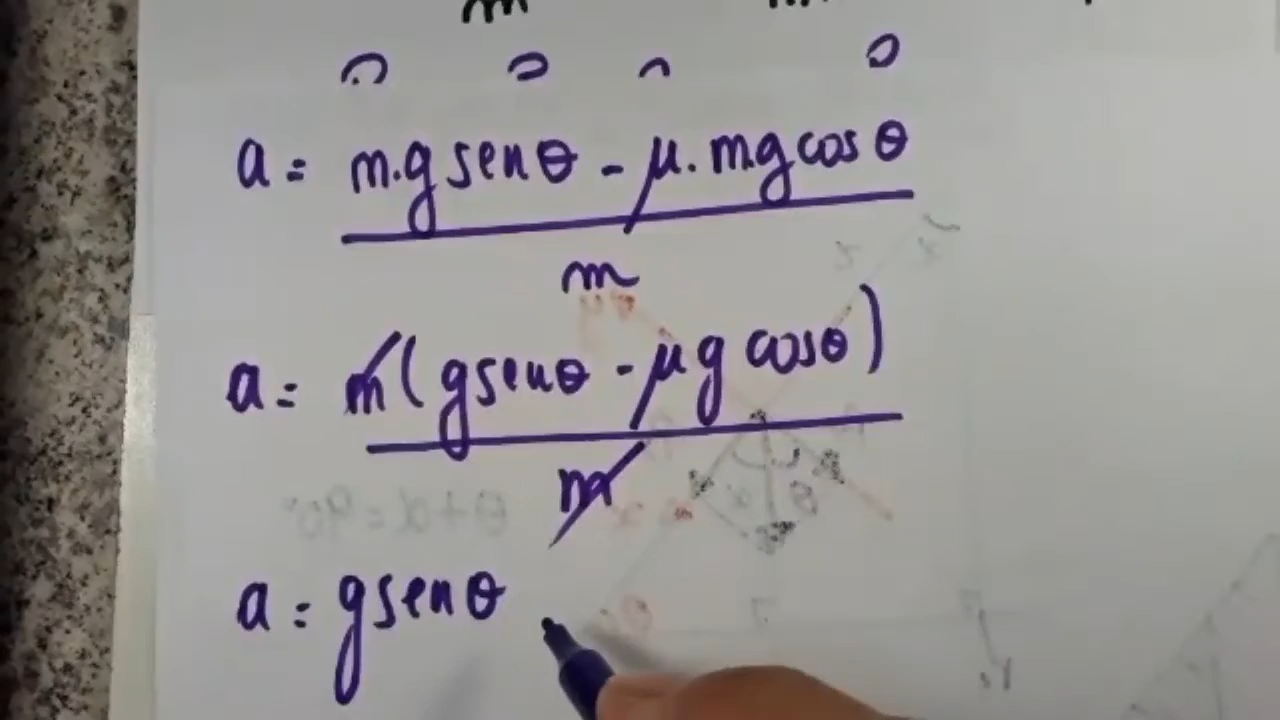 m
a = m.g senθ - μ.mg cos θ
m
a = m(g senθ - μ g cosθ)
m
a = g senθ